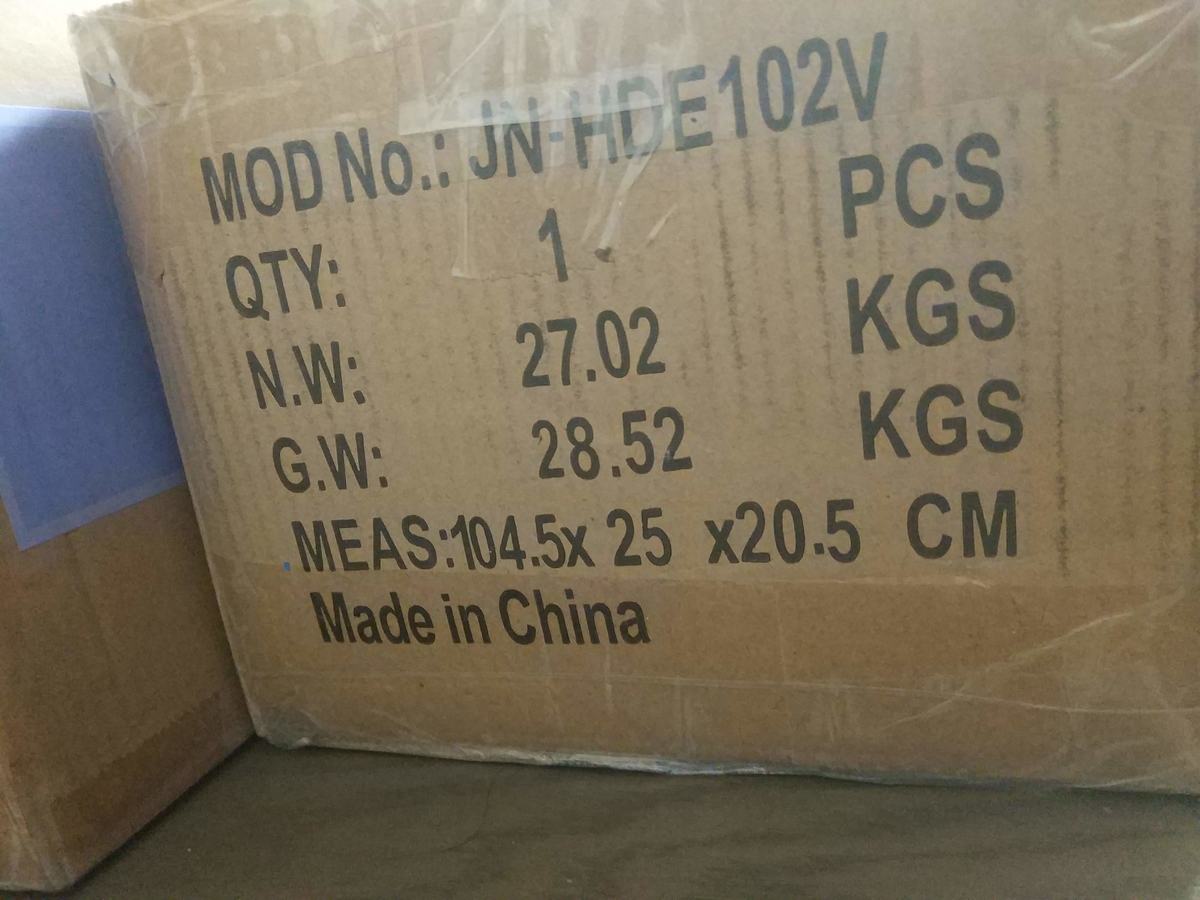 MOD No.: JN-HDE102V
QTY: 1 PCS
N.W: 27.02 KGS
G.W: 28.52 KGS
MEAS:104.5x 25 x20.5 CM
Made in China